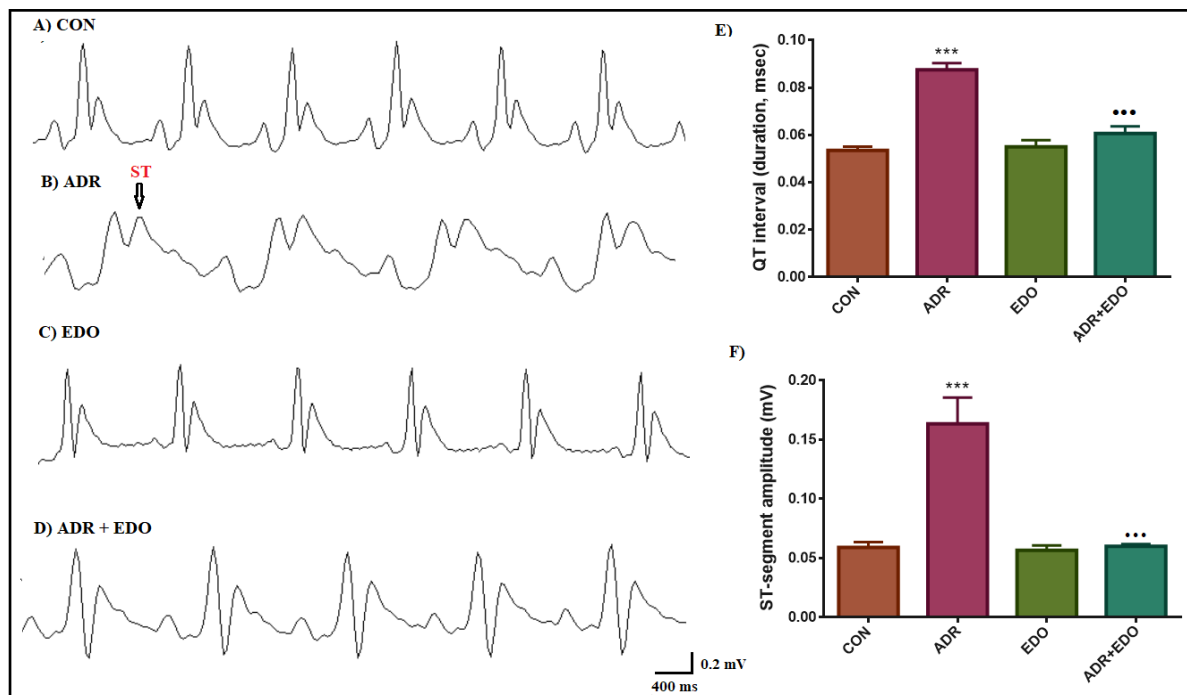 A) CON
B) ADR
ST
C) EDO
D) ADR + EDO
0.2 mV
400 ms
E)
QT interval (duration, msec)
0.10
0.08
0.06
0.04
0.02
0.00
***
•••
CON
ADR
EDO
ADR+EDO
F)
ST-segment amplitude (mV)
0.20
0.15
0.10
0.05
0.00
***
•••
CON
ADR
EDO
ADR+EDO